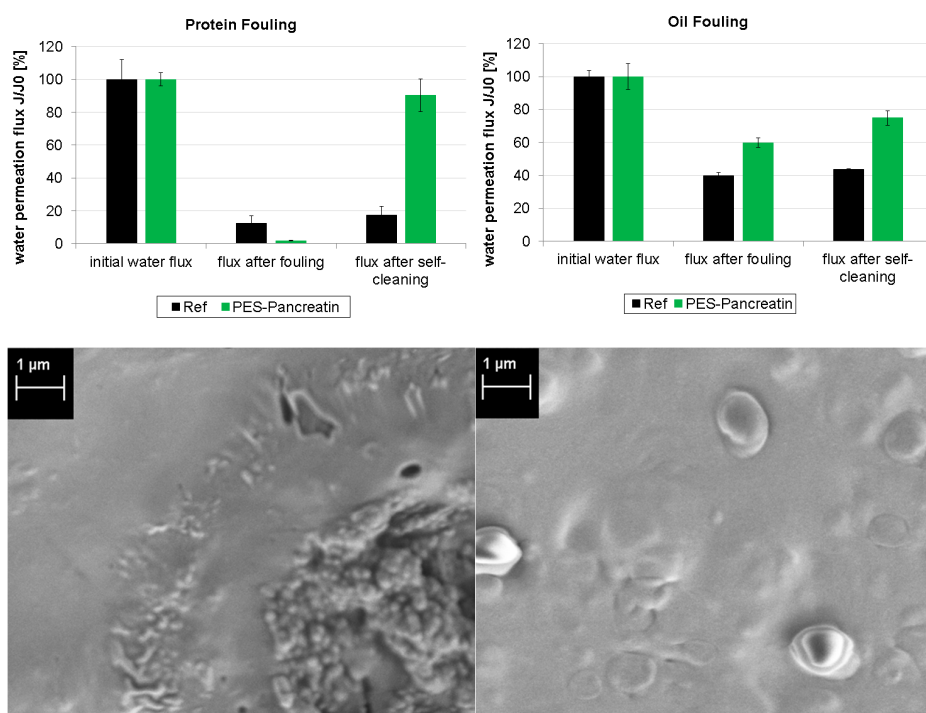 Protein Fouling
water permeation flux J/J0 [%]
120
100
80
60
40
20
0
initial water flux
flux after fouling
flux after self-
cleaning
Ref
PES-Pancreatin
Oil Fouling
water permeation flux J/J0 [%]
120
100
80
60
40
20
0
initial water flux
flux after fouling
flux after self-
cleaning
Ref
PES-Pancreatin
1 µm
1 µm